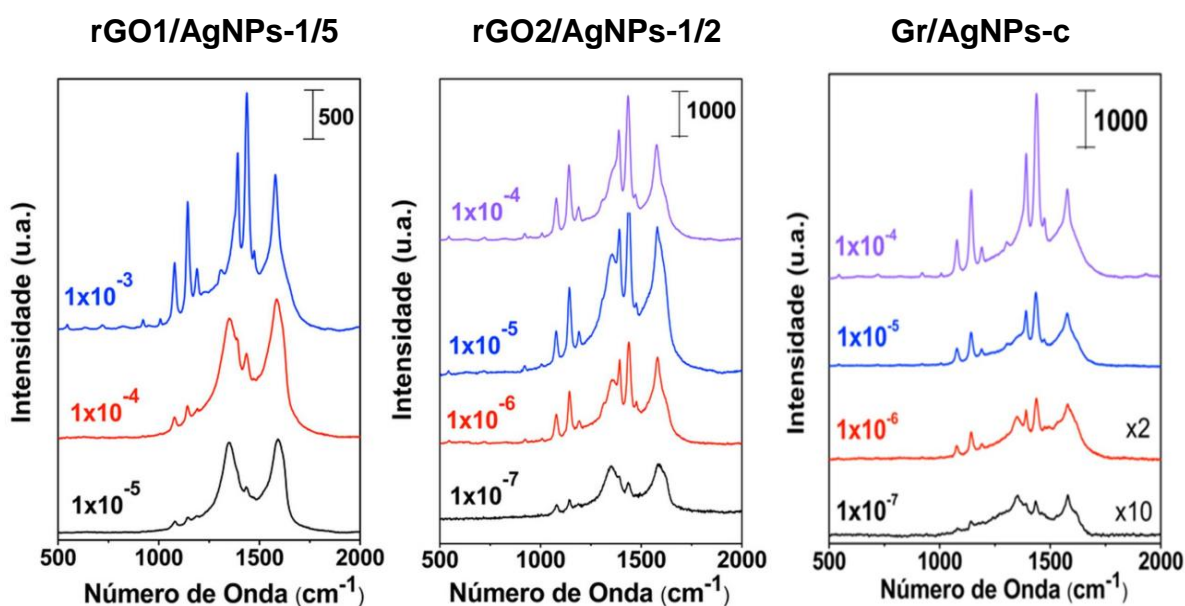 rGO1/AgNPs-1/5
rGO2/AgNPs-1/2
Gr/AgNPs-c
Intensidade (u.a.)
500
1x10⁻³
1x10⁻⁴
1x10⁻⁵
500 1000 1500 2000
Número de Onda (cm⁻¹)
Intensidade (u.a.)
1000
1x10⁻⁴
1x10⁻⁵
1x10⁻⁶
1x10⁻⁷
500 1000 1500 2000
Número de Onda (cm⁻¹)
Intensidade (u.a.)
1000
1x10⁻⁴
1x10⁻⁵
1x10⁻⁶ x2
1x10⁻⁷ x10
500 1000 1500 2000
Número de Onda (cm⁻¹)